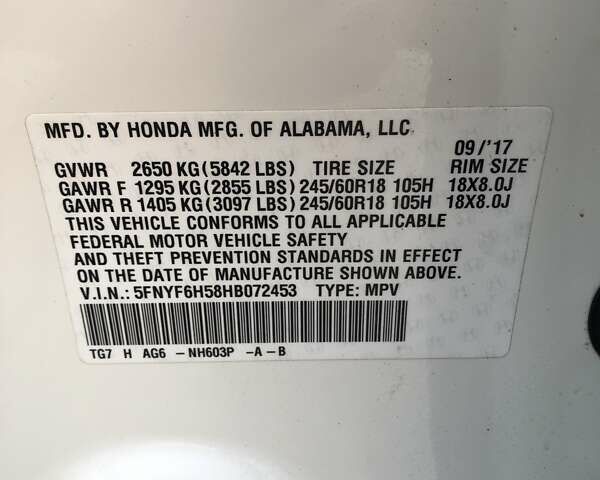 MFD. BY HONDA MFG. OF ALABAMA, LLC
09/'17
GVWR 2650 KG (5842 LBS) TIRE SIZE RIM SIZE
GAWR F 1295 KG (2855 LBS) 245/60R18 105H 18X8.0J
GAWR R 1405 KG (3097 LBS) 245/60R18 105H 18X8.0J
THIS VEHICLE CONFORMS TO ALL APPLICABLE
FEDERAL MOTOR VEHICLE SAFETY
AND THEFT PREVENTION STANDARDS IN EFFECT
ON THE DATE OF MANUFACTURE SHOWN ABOVE.
V.I.N.: 5FNYF6H58HB072453 TYPE: MPV
TG7 H AG6 -NH603P -A-B